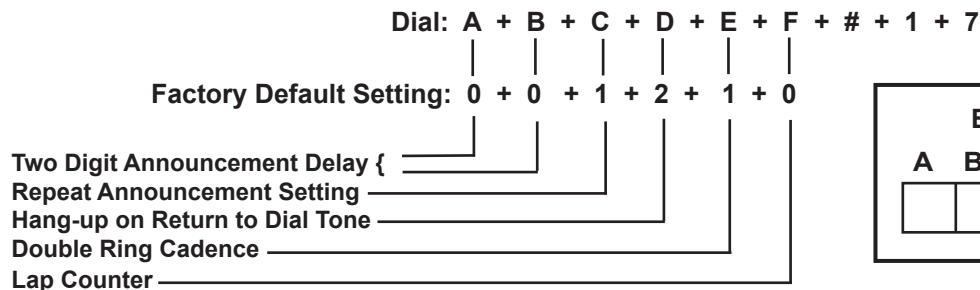 Dial: A + B + C + D + E + F + # + 1 + 7
Factory Default Setting: 0 + 0 + 1 + 2 + 1 + 0
Two Digit Announcement Delay {
Repeat Announcement Setting
Hang-up on Return to Dial Tone
Double Ring Cadence
Lap Counter
A B